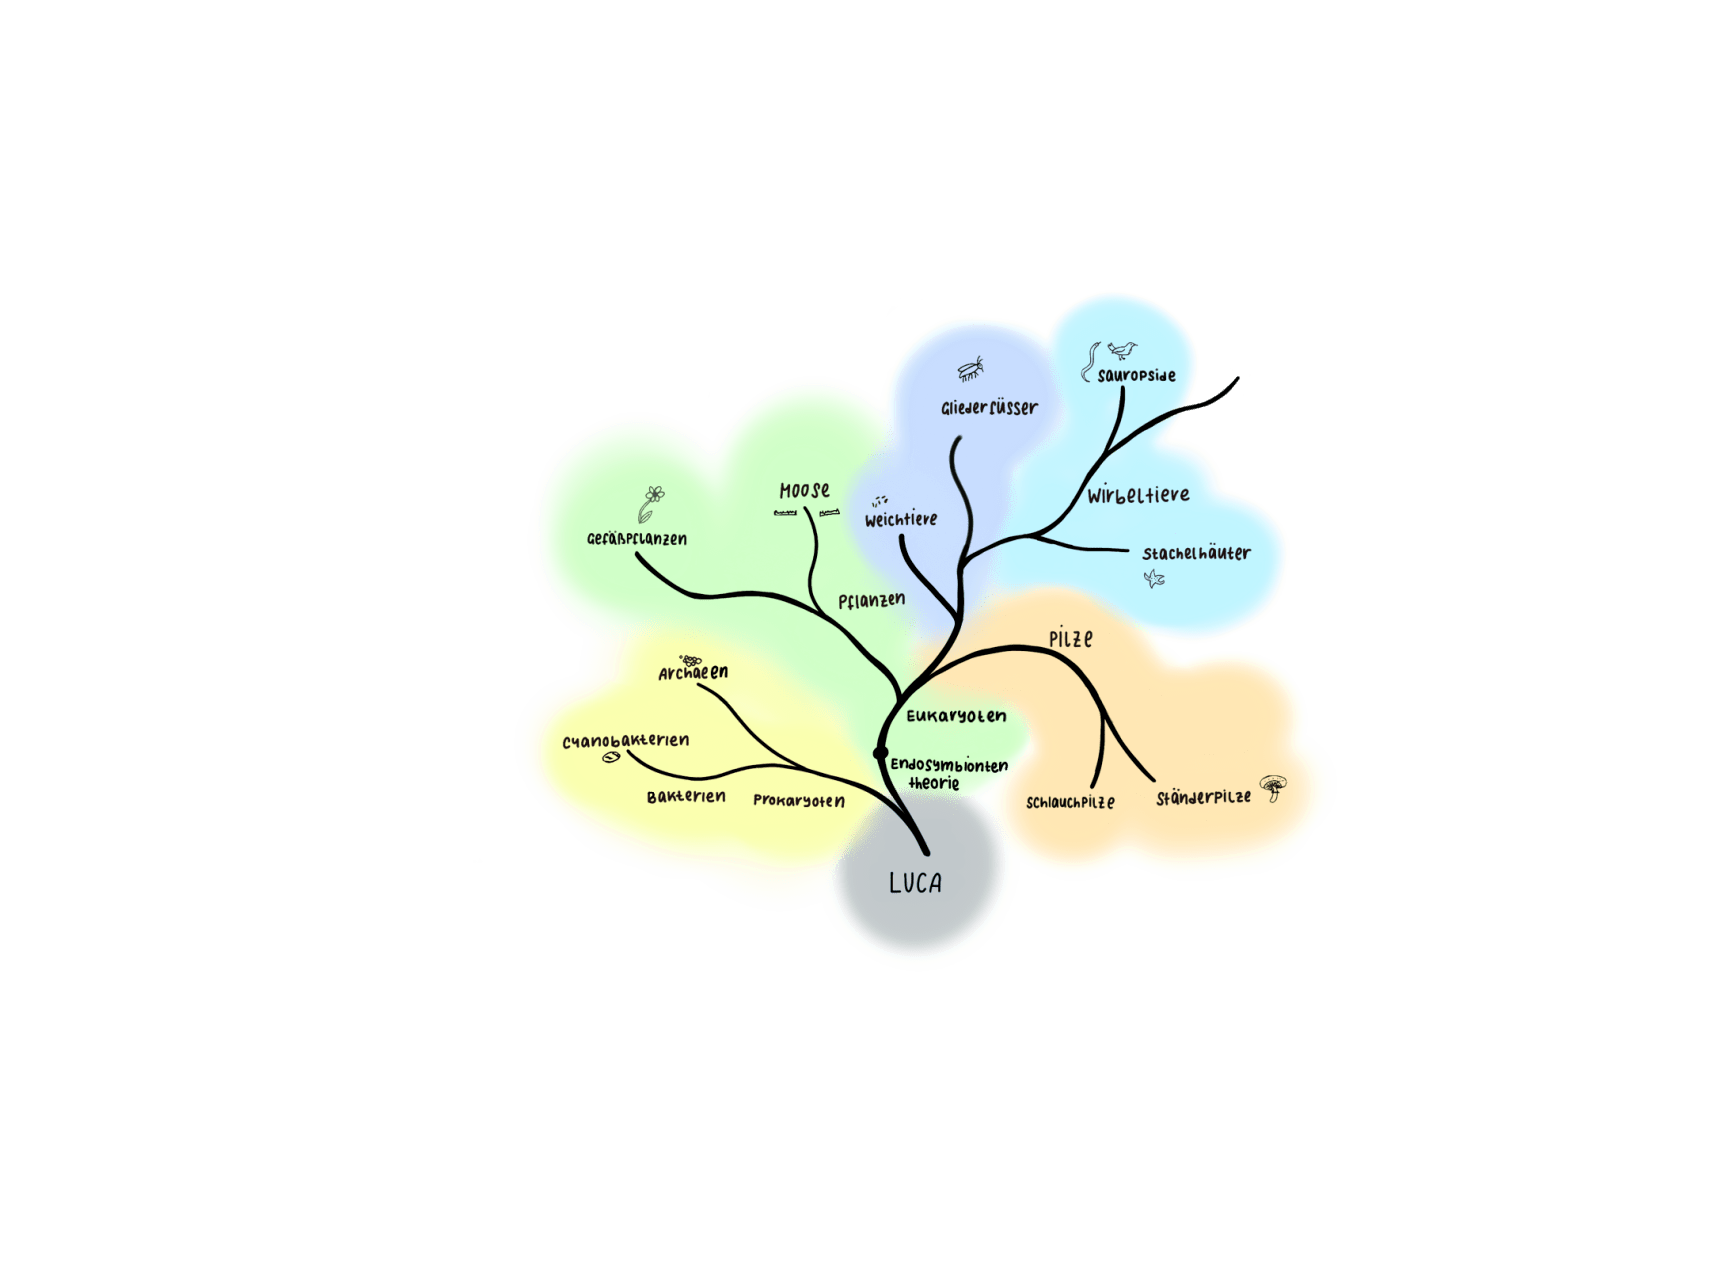 Sauropside
Gliederfüsser
Moose
Wirbeltiere
Weichtiere
Gefäßpflanzen
Stachelhäuter
Pflanzen
Pilze
Archaeen
Eukaryoten
Cyanobakterien
Endosymbionten
theorie
Bakterien
Prokaryoten
Schlauchpilze
Ständerpilze
LUCA